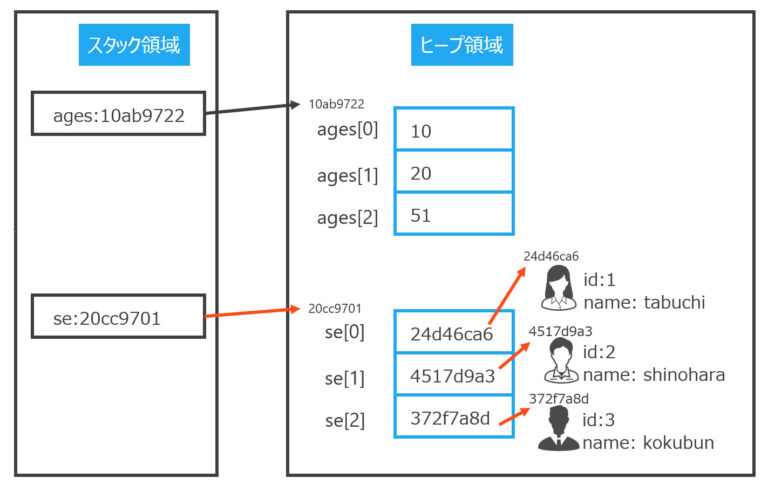 スタック領域
ヒープ領域
ages:10ab9722
10ab9722
ages[0]
10
ages[1]
20
ages[2]
51
se:20cc9701
20cc9701
se[0]
24d46ca6
se[1]
4517d9a3
se[2]
372f7a8d
24d46ca6
id:1
name: tabuchi
4517d9a3
id:2
name: shinohara
372f7a8d
id:3
name: kokubun